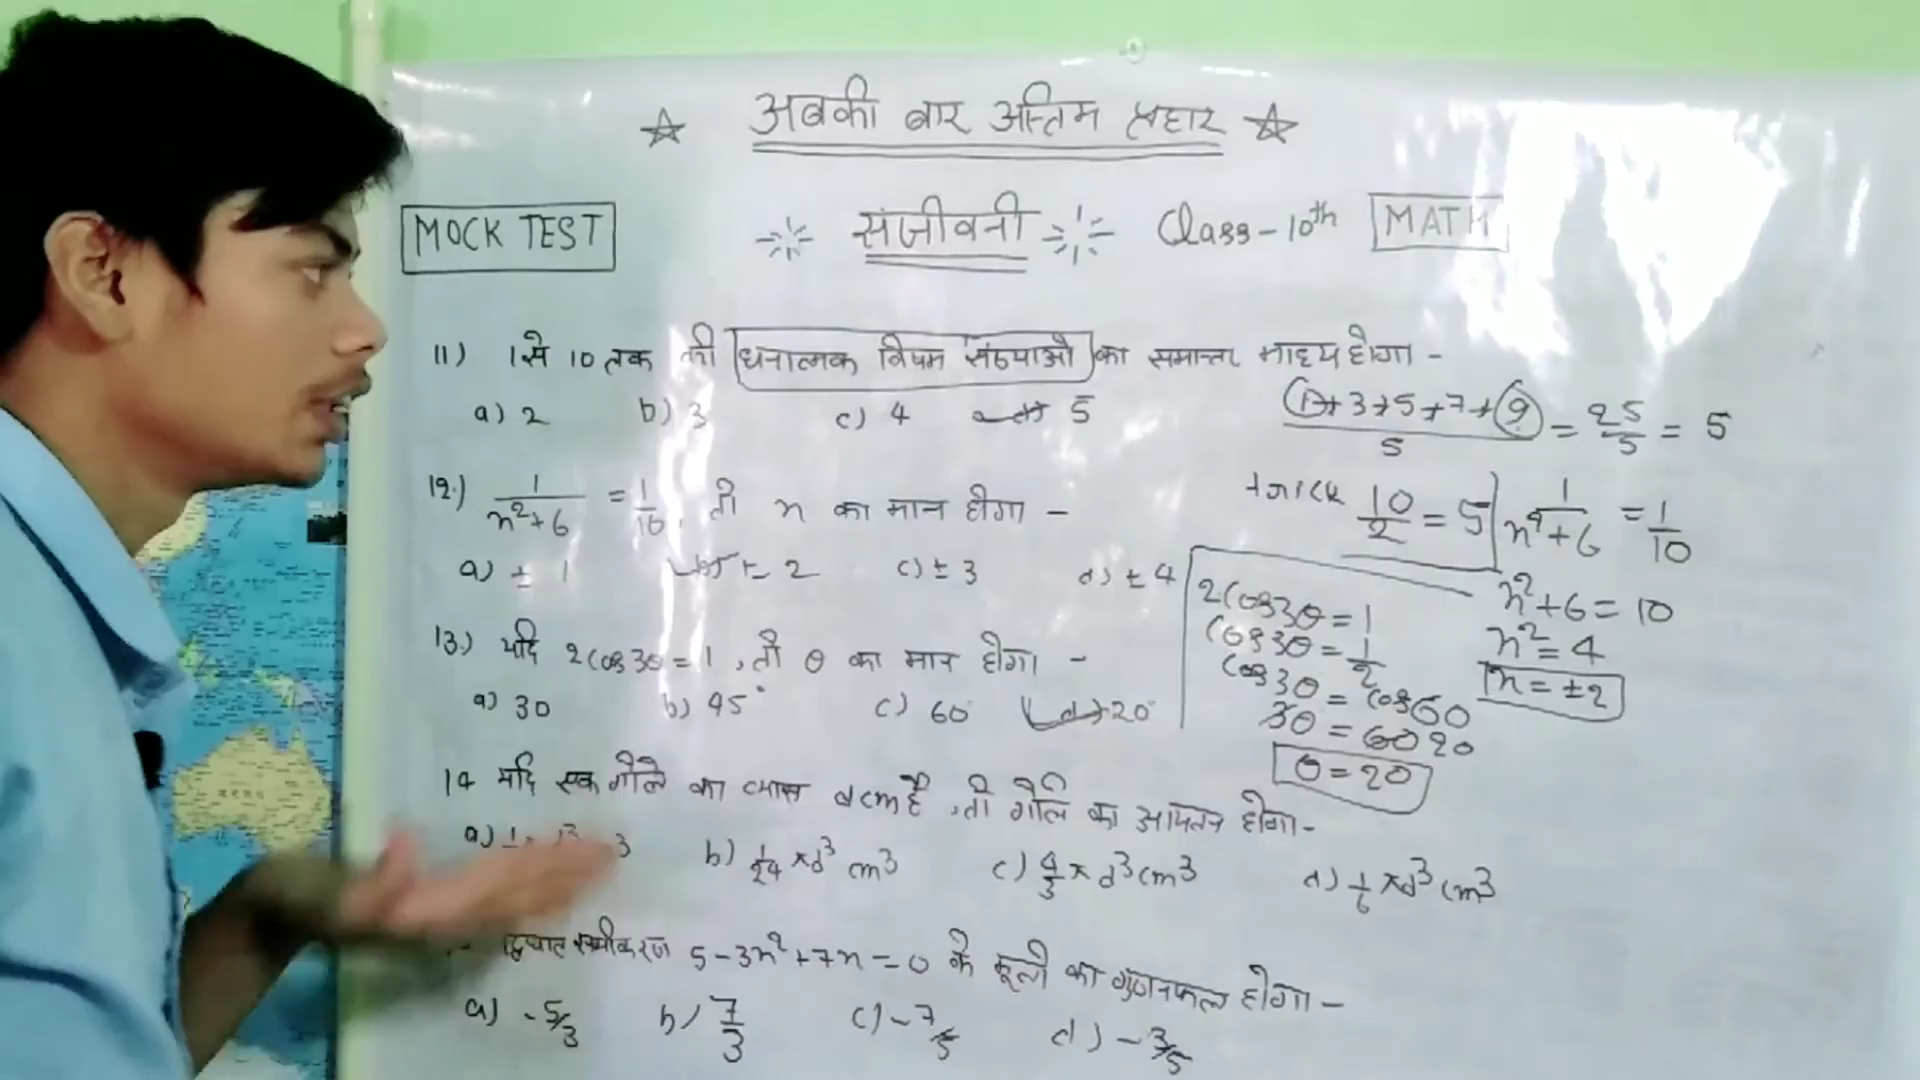 ☆ अबकी बार अन्तिम प्रहार ☆
MOCK TEST
संजीवनी Class-10th MATH
11) 1 से 10 तक की धनात्मक विषम संख्याओ का समान्तर माध्य होगा -
a) 2 b) 3 c) 4 d) 5
1+3+5+7+9/5 = 25/5 = 5
trick 10/2 = 5
12.) 1/x²+6 = 1/10, तो x का मान होगा -
a) ± 1 b) ± 2 c) ± 3 d) ± 4
1/x²+6 = 1/10
x²+6 = 10
x² = 4
x = ±2
13.) यदि 2cos3θ = 1, तो θ का मान होगा -
a) 30 b) 45° c) 60° d) 20°
2cos3θ = 1
cos3θ = 1/2
cos3θ = cos60
3θ = 60 20
θ = 20
14 यदि एक गोले का व्यास d cm है, तो गोले का आयतन होगा -
a) b) 1/24 πd³ cm³ c) 4/3 πd³ cm³ d) 1/6 πd³ cm³
द्विघात समीकरण 5-3x²+7x=0 के मूलो का गुणनफल होगा -
a) -5/3 b) 7/3 c) -7/5 d) -3/5